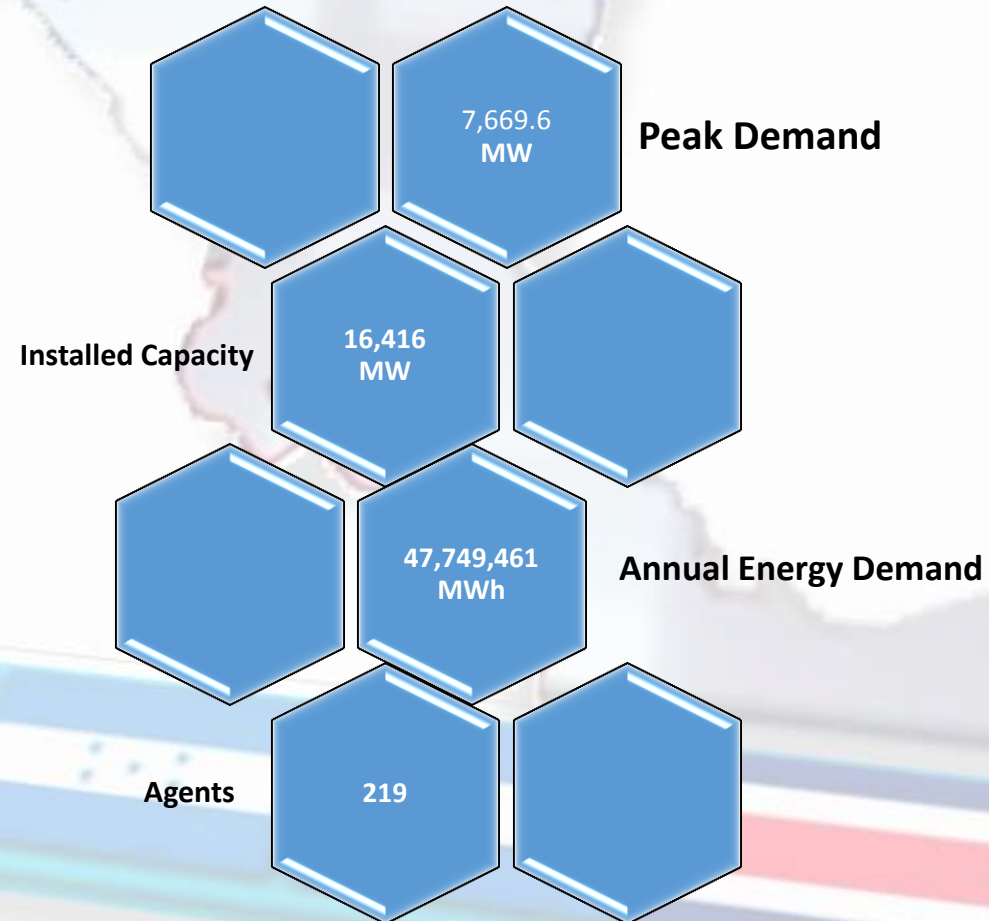 7,669.6
MW
Peak Demand
Installed Capacity
16,416
MW
47,749,461
MWh
Annual Energy Demand
Agents
219